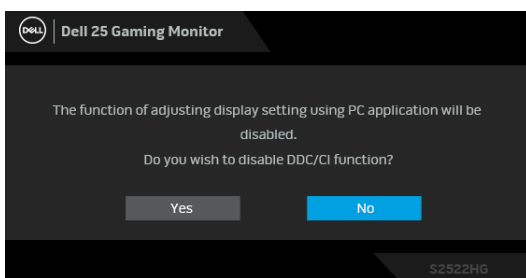 DELL Dell 25 Gaming Monitor
The function of adjusting display setting using PC application will be
disabled.
Do you wish to disable DDC/CI function?
Yes No
S2522HG